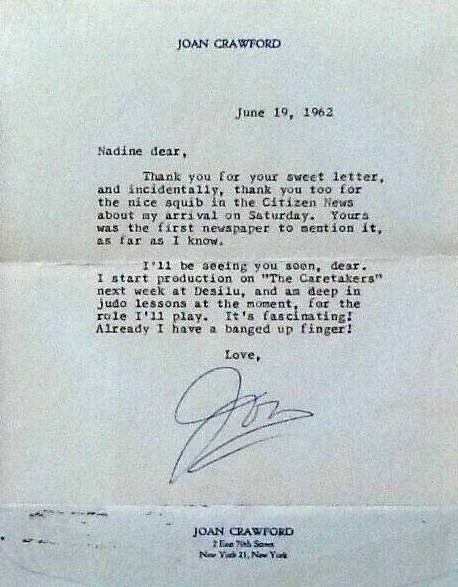 JOAN CRAWFORD
June 19, 1962
Nadine dear,
Thank you for your sweet letter,
and incidentally, thank you too for
the nice squib in the Citizen News
about my arrival on Saturday. Yours
was the first newspaper to mention it,
as far as I know.
I'll be seeing you soon, dear.
I start production on "The Caretakers"
next week at Desilu, and am deep in
judo lessons at the moment, for the
role I'll play. It's fascinating!
Already I have a banged up finger!
Love,
Joan
JOAN CRAWFORD
2 East 70th Street
New York 21, New York